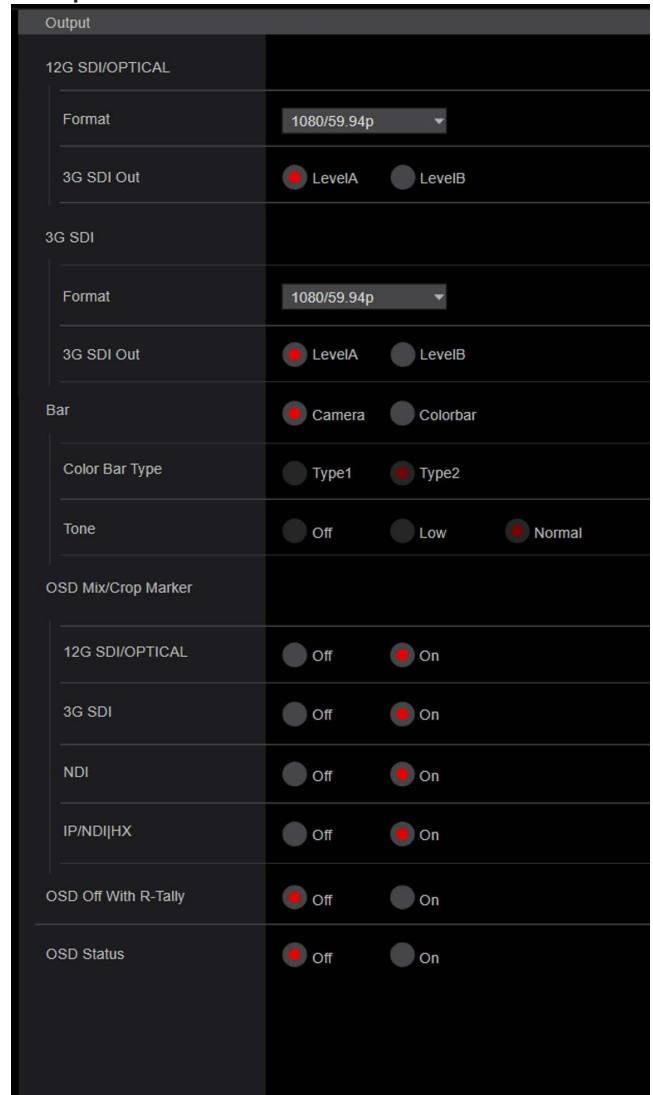 Output
12G SDI/OPTICAL
Format 1080/59.94p
3G SDI Out LevelA LevelB
3G SDI
Format 1080/59.94p
3G SDI Out LevelA LevelB
Bar Camera Colorbar
Color Bar Type Type1 Type2
Tone Off Low Normal
OSD Mix/Crop Marker
12G SDI/OPTICAL Off On
3G SDI Off On
NDI Off On
IP/NDI|HX Off On
OSD Off With R-Tally Off On
OSD Status Off On